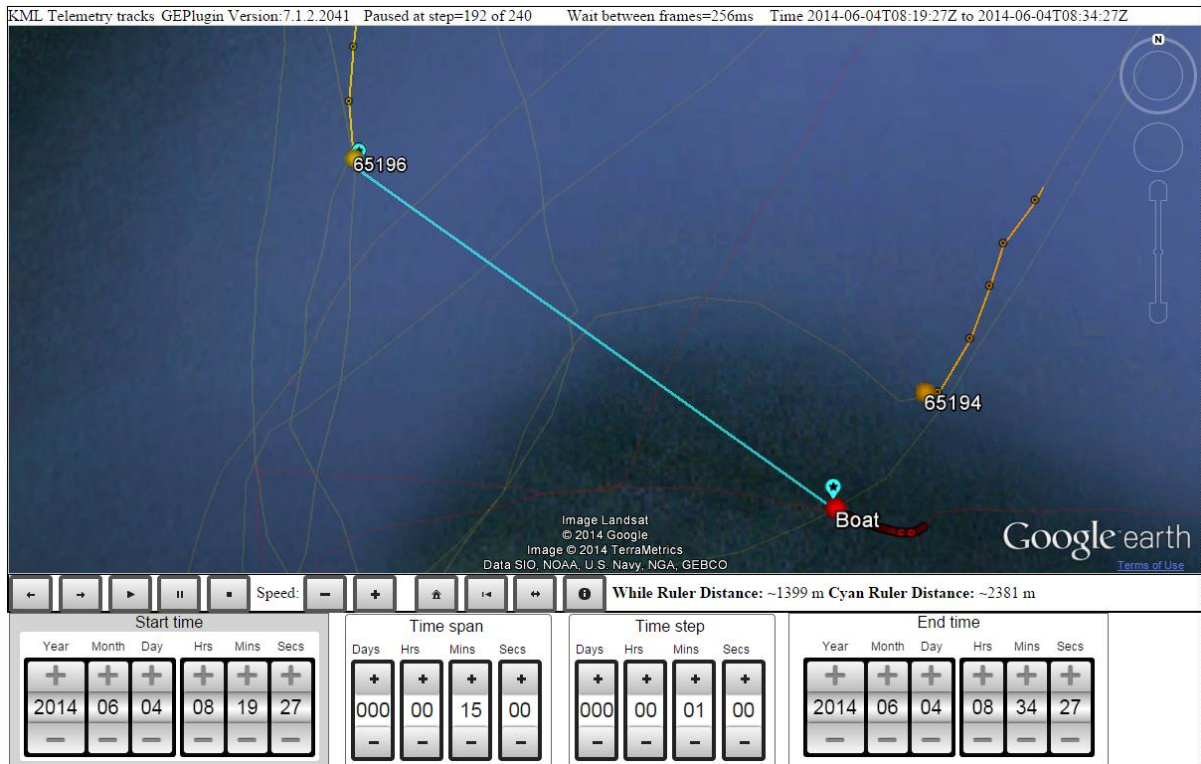 KML Telemetry tracks GEPlugin Version:7.1.2.2041 Paused at step=192 of 240 Wait between frames=256ms Time 2014-06-04T08:19:27Z to 2014-06-04T08:34:27Z
N
65196
65194
Boat
Image Landsat
© 2014 Google
Image © 2014 TerraMetrics
Data SIO, NOAA, U.S. Navy, NGA, GEBCO
Google earth
Terms of Use
Speed: While Ruler Distance: ~1399 m Cyan Ruler Distance: ~2381 m
Start time
Year Month Day Hrs Mins Secs
2014 06 04 08 19 27
Time span
Days Hrs Mins Secs
000 00 15 00
Time step
Days Hrs Mins Secs
000 00 01 00
End time
Year Month Day Hrs Mins Secs
2014 06 04 08 34 27